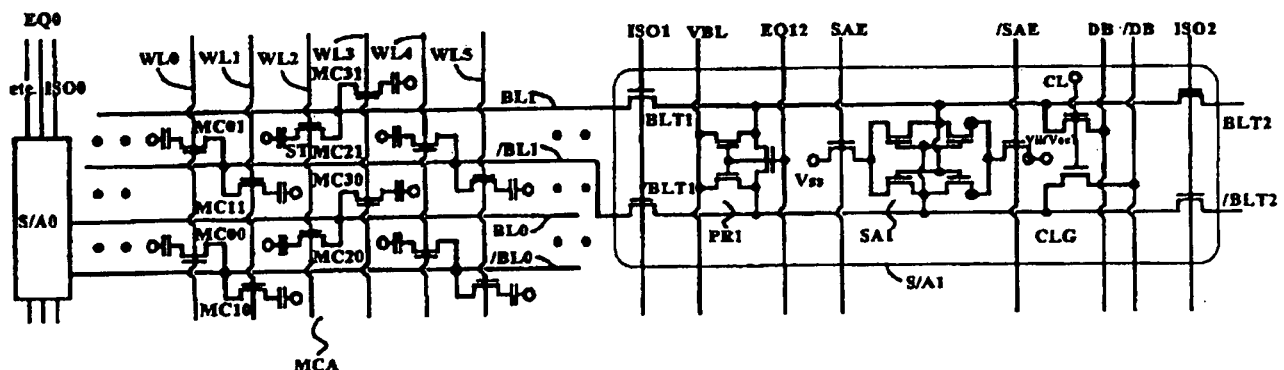 EQ0
etc. ISO0
WL0
WL1
WL2
WL3
WL4
WL5
MC31
MC01
STMC21
MC30
MC11
MC00
MC20
MC10
S/A0
MCA
BL1
/BL1
BL0
/BL0
ISO1
VBL
EQ12
SAE
/SAE
DB
/DB
ISO2
CL
BLT1
/BLT1
Vss
PR1
SA1
CLG
S/A1
BLT2
/BLT2